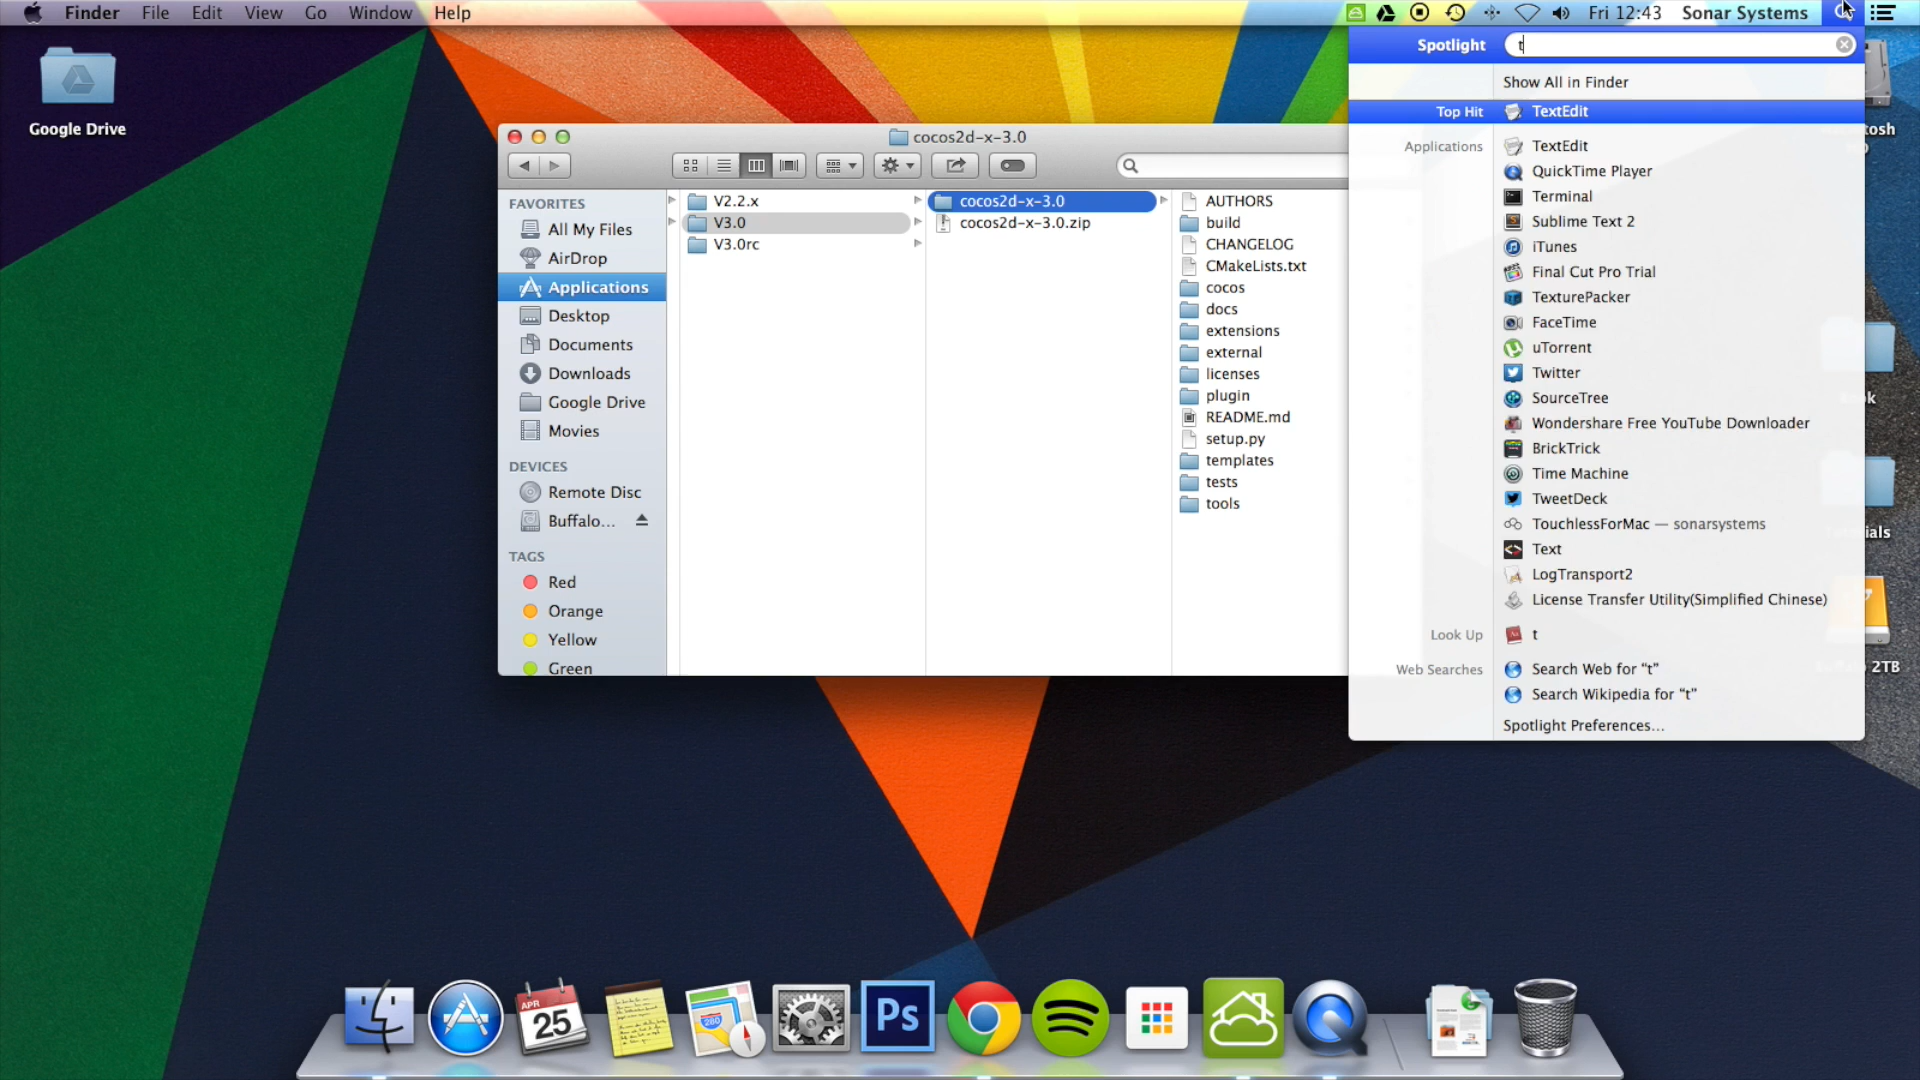 Finder File Edit View Go Window Help
Fri 12:43 Sonar Systems
Google Drive
Spotlight t
Show All in Finder
Top Hit TextEdit
Applications TextEdit
QuickTime Player
Terminal
Sublime Text 2
iTunes
Final Cut Pro Trial
TexturePacker
FaceTime
uTorrent
Twitter
SourceTree
Wondershare Free YouTube Downloader
BrickTrick
Time Machine
TweetDeck
TouchlessForMac — sonarsystems
Text
LogTransport2
License Transfer Utility(Simplified Chinese)
Look Up t
Web Searches Search Web for “t”
Search Wikipedia for “t”
Spotlight Preferences...
cocos2d-x-3.0
FAVORITES
All My Files
AirDrop
Applications
Desktop
Documents
Downloads
Google Drive
Movies
DEVICES
Remote Disc
Buffalo...
TAGS
Red
Orange
Yellow
Green
V2.2.x
V3.0
V3.0rc
cocos2d-x-3.0
cocos2d-x-3.0.zip
AUTHORS
build
CHANGELOG
CMakeLists.txt
cocos
docs
extensions
external
licenses
plugin
README.md
setup.py
templates
tests
tools
2TB
APR
25
280
Ps